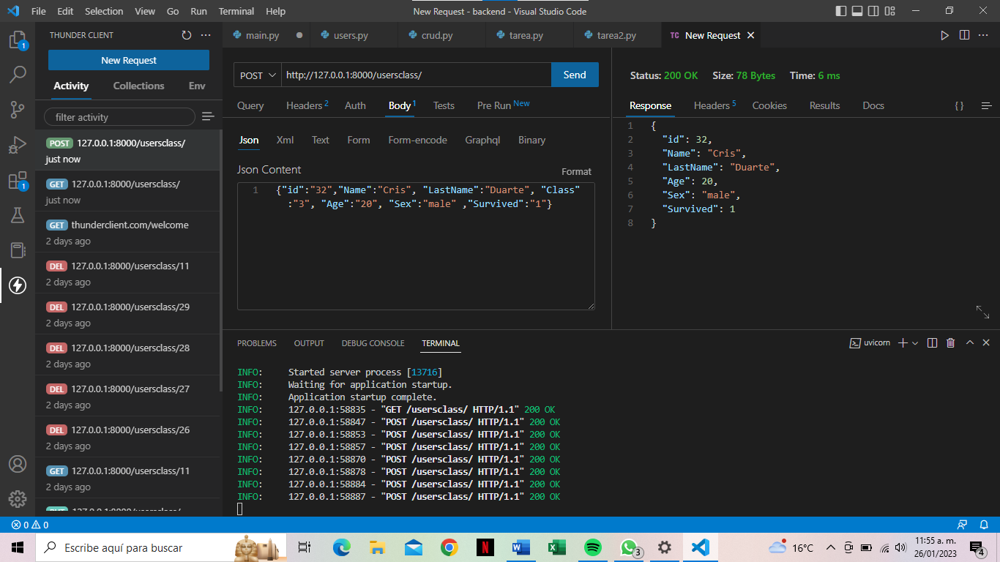 File Edit Selection View Go Run Terminal Help
New Request - backend - Visual Studio Code
THUNDER CLIENT
New Request
Activity Collections Env
filter activity
POST 127.0.0.1:8000/usersclass/
just now
GET 127.0.0.1:8000/usersclass/
just now
GET thunderclient.com/welcome
2 days ago
DEL 127.0.0.1:8000/usersclass/11
2 days ago
DEL 127.0.0.1:8000/usersclass/29
2 days ago
DEL 127.0.0.1:8000/usersclass/28
2 days ago
DEL 127.0.0.1:8000/usersclass/27
2 days ago
DEL 127.0.0.1:8000/usersclass/26
2 days ago
GET 127.0.0.1:8000/usersclass/11
2 days ago
1
1
main.py users.py crud.py tarea.py tarea2.py TC New Request
POST http://127.0.0.1:8000/usersclass/ Send
Query Headers 2 Auth Body 1 Tests Pre Run New
Json Xml Text Form Form-encode Graphql Binary
Json Content Format
1 {"id":"32","Name":"Cris", "LastName":"Duarte", "Class"
:"3", "Age":"20", "Sex":"male" ,"Survived":"1"}
Status: 200 OK Size: 78 Bytes Time: 6 ms
Response Headers 5 Cookies Results Docs { }
1 {
2 "id": 32,
3 "Name": "Cris",
4 "LastName": "Duarte",
5 "Age": 20,
6 "Sex": "male",
7 "Survived": 1
8 }
PROBLEMS OUTPUT DEBUG CONSOLE TERMINAL uvicorn
INFO: Started server process [13716]
INFO: Waiting for application startup.
INFO: Application startup complete.
INFO: 127.0.0.1:58835 - "GET /usersclass/ HTTP/1.1" 200 OK
INFO: 127.0.0.1:58847 - "POST /usersclass/ HTTP/1.1" 200 OK
INFO: 127.0.0.1:58853 - "POST /usersclass/ HTTP/1.1" 200 OK
INFO: 127.0.0.1:58857 - "POST /usersclass/ HTTP/1.1" 200 OK
INFO: 127.0.0.1:58870 - "POST /usersclass/ HTTP/1.1" 200 OK
INFO: 127.0.0.1:58878 - "POST /usersclass/ HTTP/1.1" 200 OK
INFO: 127.0.0.1:58884 - "POST /usersclass/ HTTP/1.1" 200 OK
INFO: 127.0.0.1:58887 - "POST /usersclass/ HTTP/1.1" 200 OK
0 0
Escribe aquí para buscar
N W X 3
16°C
11:55 a. m.
26/01/2023
4